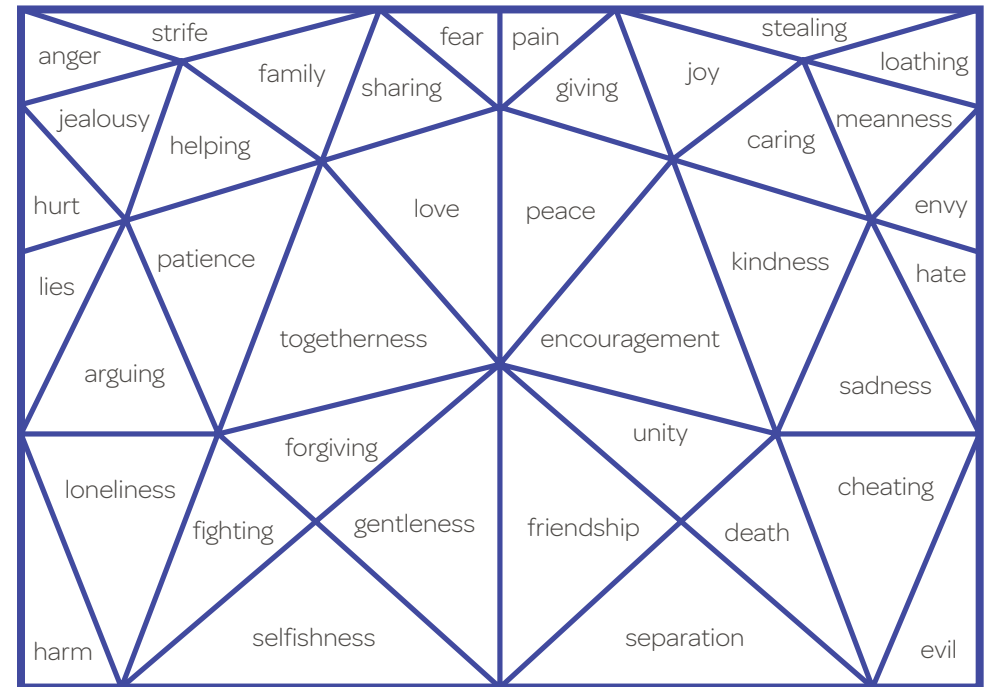 strife
stealing
fear
pain
anger
loathing
family
joy
sharing
giving
jealousy
meanness
helping
caring
hurt
love
peace
envy
patience
kindness
lies
hate
togetherness
encouragement
arguing
sadness
forgiving
unity
loneliness
cheating
fighting
gentleness
friendship
death
harm
selfishness
separation
evil